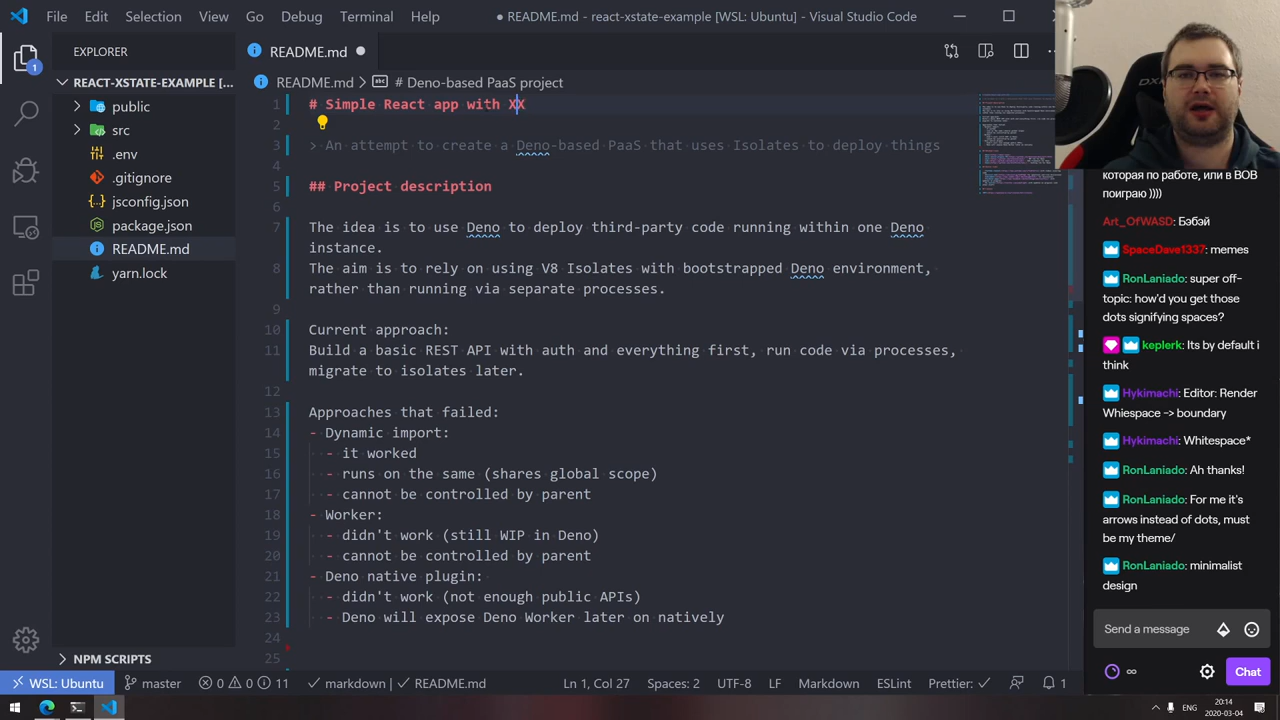 File Edit Selection View Go Debug Terminal Help
● README.md - react-xstate-example [WSL: Ubuntu] - Visual Studio Code
EXPLORER
README.md ●
REACT-XSTATE-EXAMPLE [...
README.md > # Deno-based PaaS project
public
src
.env
.gitignore
jsconfig.json
package.json
README.md
yarn.lock
NPM SCRIPTS
1 # Simple React app with XX
2
3 An attempt to create a Deno-based PaaS that uses Isolates to deploy things
4
5 ## Project description
6
7 The idea is to use Deno to deploy third-party code running within one Deno
instance.
8 The aim is to rely on using V8 Isolates with bootstrapped Deno environment,
rather than running via separate processes.
9
10 Current approach:
11 Build a basic REST API with auth and everything first, run code via processes,
migrate to isolates later.
12
13 Approaches that failed:
14 - Dynamic import:
15 - it worked
16 - runs on the same (shares global scope)
17 - cannot be controlled by parent
18 - Worker:
19 - didn't work (still WIP in Deno)
20 - cannot be controlled by parent
21 - Deno native plugin:
22 - didn't work (not enough public APIs)
23 - Deno will expose Deno Worker later on natively
24
25
DXR
которая по работе, или в ВОВ
поиграю ))))
Art_OfWASD: Бэбэй
SpaceDave1337: memes
RonLaniado: super off-
topic: how'd you get those
dots signifying spaces?
keplerk: Its by default i
think
Hykimachi: Editor: Render
Whiespace -> boundary
Hykimachi: Whitespace*
RonLaniado: Ah thanks!
RonLaniado: For me it's
arrows instead of dots, must
be my theme/
RonLaniado: minimalist
design
Send a message
∞
Chat
WSL: Ubuntu master 0 0 11 markdown | README.md Ln 1, Col 27 Spaces: 2 UTF-8 LF Markdown ESLint Prettier: ✓ 1
ENG
20:14
2020-03-04